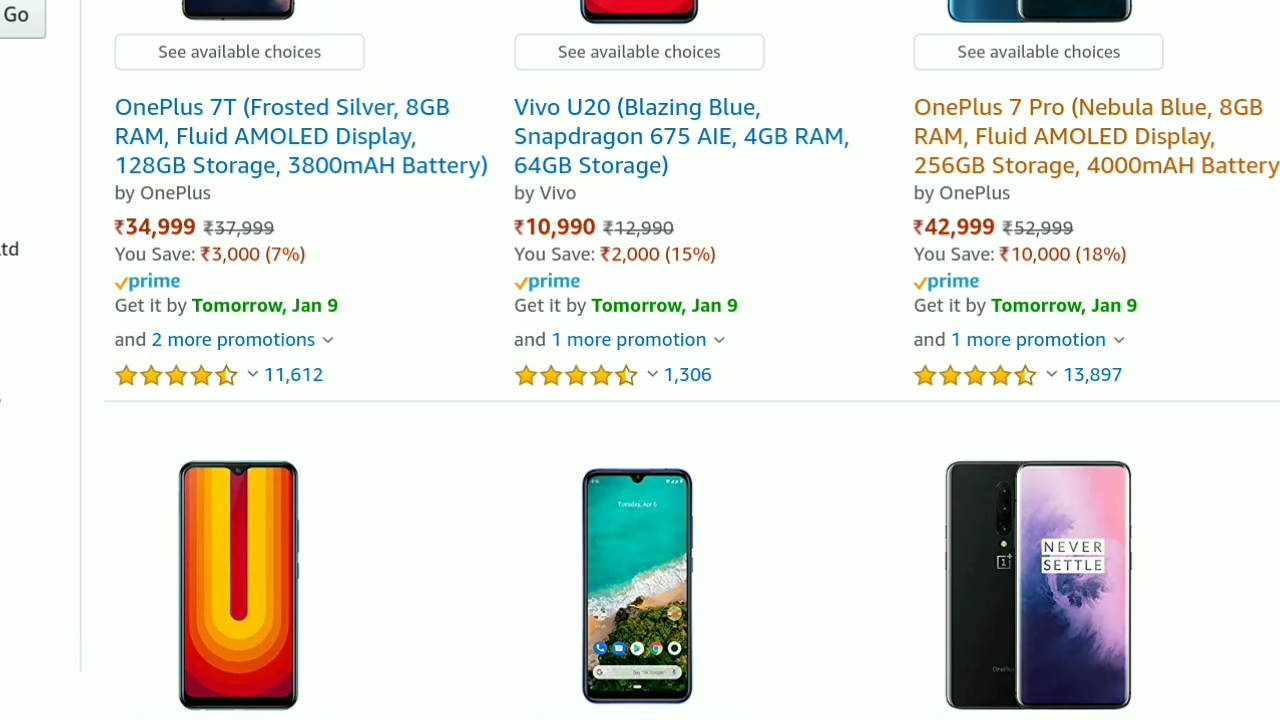 Go
See available choices
See available choices
See available choices
OnePlus 7T (Frosted Silver, 8GB
RAM, Fluid AMOLED Display,
128GB Storage, 3800mAH Battery)
by OnePlus
₹34,999 ₹37,999
You Save: ₹3,000 (7%)
prime
Get it by Tomorrow, Jan 9
and 2 more promotions
11,612
Vivo U20 (Blazing Blue,
Snapdragon 675 AIE, 4GB RAM,
64GB Storage)
by Vivo
₹10,990 ₹12,990
You Save: ₹2,000 (15%)
prime
Get it by Tomorrow, Jan 9
and 1 more promotion
1,306
OnePlus 7 Pro (Nebula Blue, 8GB
RAM, Fluid AMOLED Display,
256GB Storage, 4000mAH Battery
by OnePlus
₹42,999 ₹52,999
You Save: ₹10,000 (18%)
prime
Get it by Tomorrow, Jan 9
and 1 more promotion
13,897
td
Tuesday, Apr 6
NEVER
SETTLE